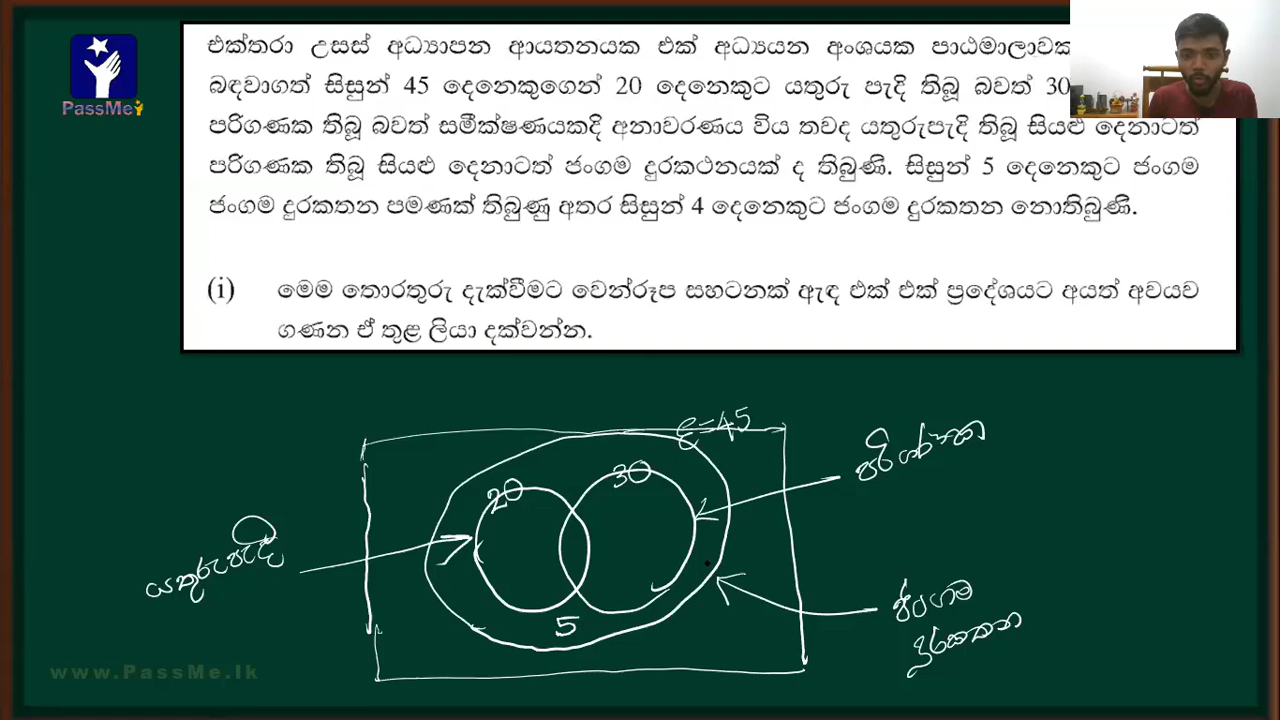 PassMe
එක්තරා උසස් අධ්‍යාපන ආයතනයක එක් අධ්‍යයන අංශයක පාඨමාලාවක
බඳවාගත් සිසුන් 45 දෙනෙකුගෙන් 20 දෙනෙකුට යතුරු පැදි තිබූ බවත් 30
පරිගණක තිබූ බවත් සමීක්ෂණයකදි අනාවරණය විය තවද යතුරුපැදි තිබූ සියළු දෙනාටත්
පරිගණක තිබූ සියළු දෙනාටත් ජංගම දුරකථනයක් ද තිබුණි. සිසුන් 5 දෙනෙකුට ජංගම
ජංගම දුරකතන පමණක් තිබුණු අතර සිසුන් 4 දෙනෙකුට ජංගම දුරකතන නොතිබුණි.
(i) මෙම තොරතුරු දැක්වීමට වෙන්රූප සහටනක් ඇඳ එක් එක් ප්‍රදේශයට අයත් අවයව
ගණන ඒ තුළ ලියා දක්වන්න.
ε=45
පරිගණක
20
30
යතුරුපැදි
ජංගම
දුරකතන
5
www.PassMe.lk